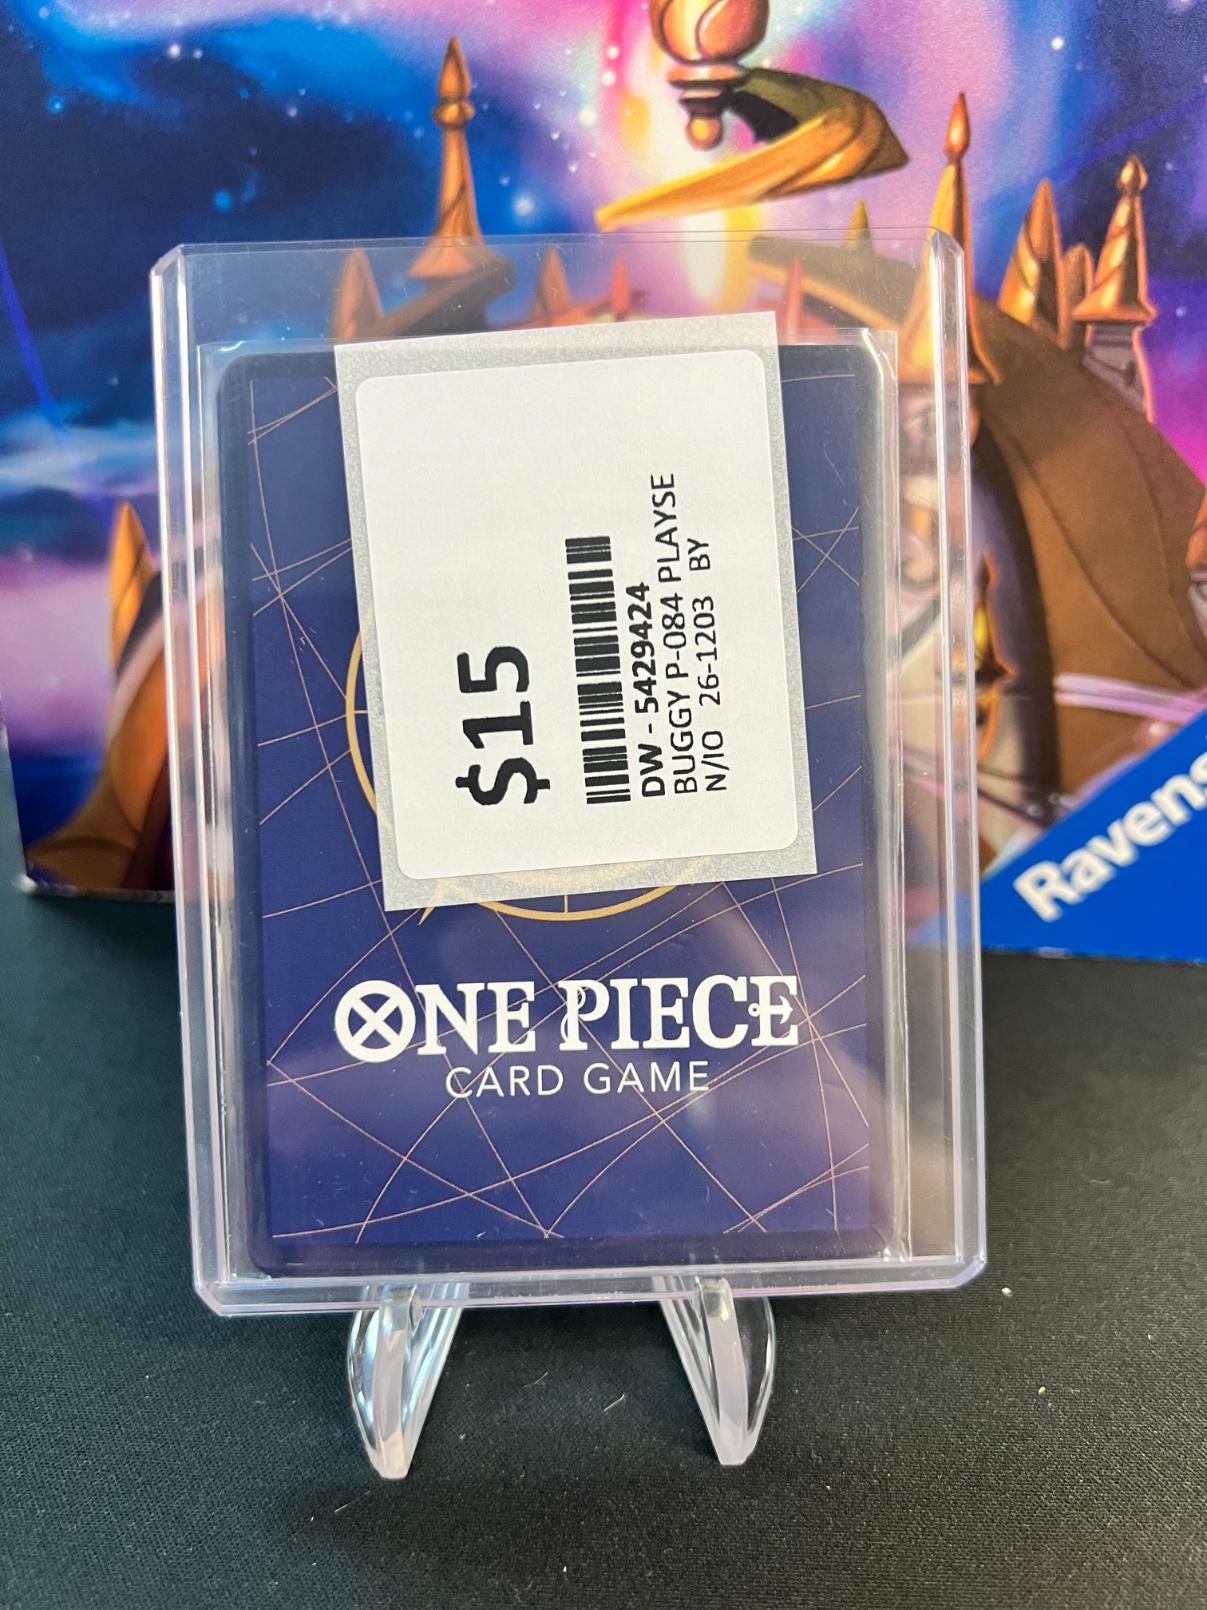 $15
DW - 5429424
BUGGY P-084 PLAYSE
N/IO 26-1203 BY
ONE PIECE
CARD GAME
Ravens